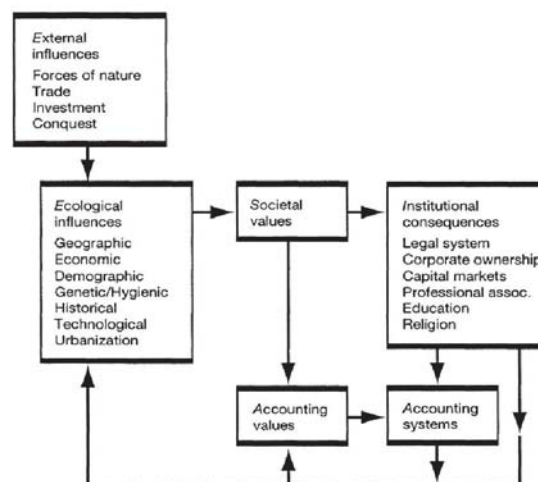 External
influences
Forces of nature
Trade
Investment
Conquest
Ecological
influences
Geographic
Economic
Demographic
Genetic/Hygienic
Historical
Technological
Urbanization
Societal
values
Institutional
consequences
Legal system
Corporate ownership
Capital markets
Professional assoc.
Education
Religion
Accounting
values
Accounting
systems